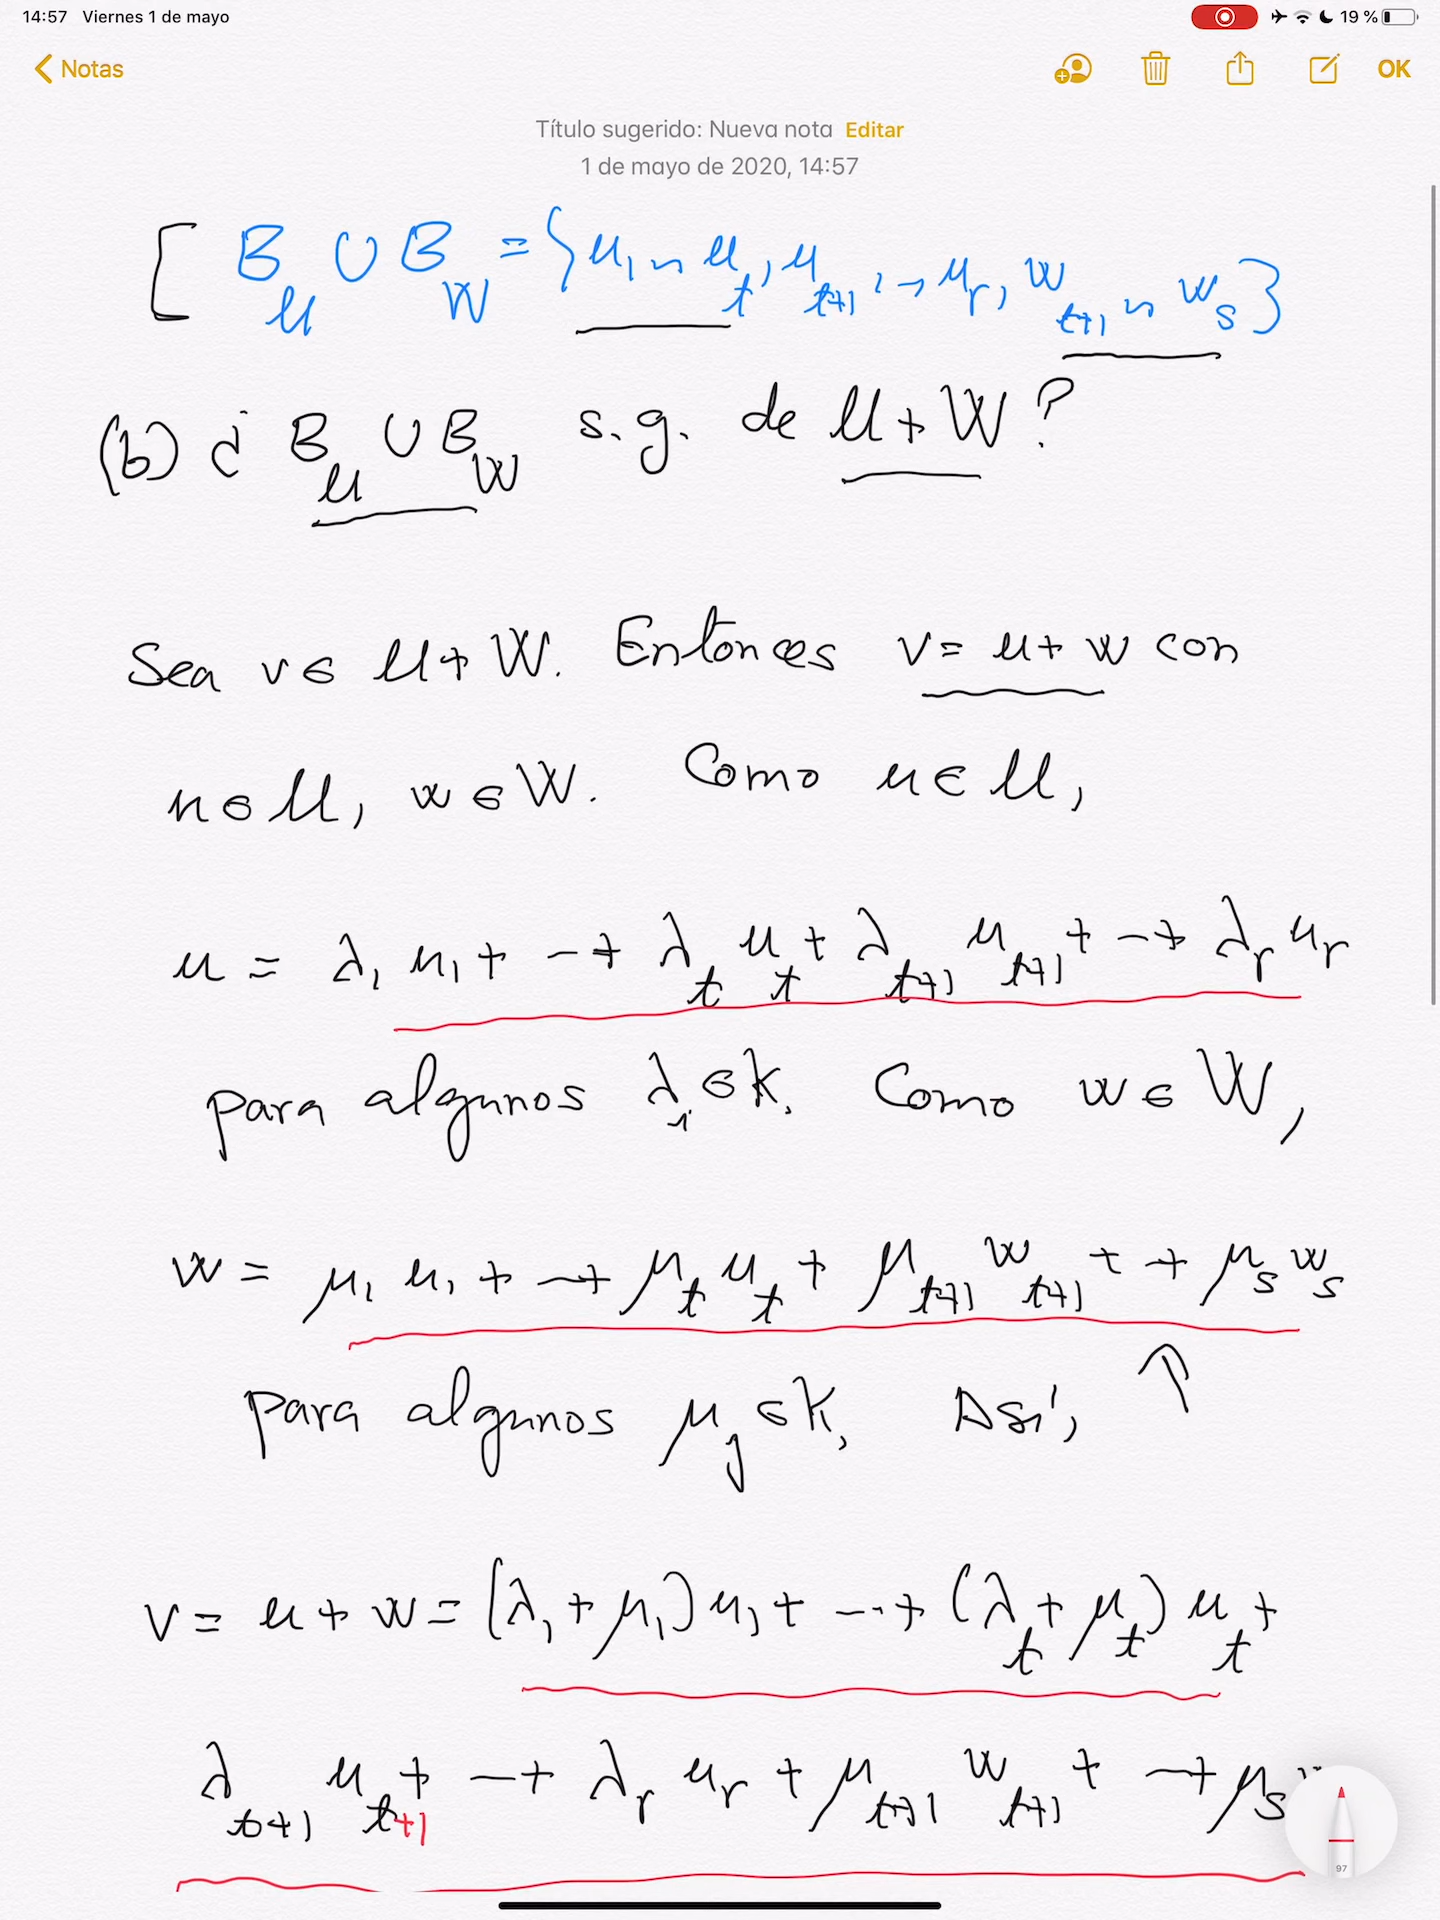 14:57 Viernes 1 de mayo 19 %
Notas OK
Título sugerido: Nueva nota Editar
1 de mayo de 2020, 14:57
[ B_U ∪ B_W = {u_1, ..., u_t, u_{t+1}, ..., u_r, w_{t+1}, ..., w_s}
(b) ¿ B_U ∪ B_W s.g. de U + W?
Sea v ∈ U + W. Entonces v = u + w con
u ∈ U, w ∈ W. Como u ∈ U,
u = λ_1 u_1 + ... + λ_t u_t + λ_{t+1} u_{t+1} + ... + λ_r u_r
para algunos λ_i ∈ K. Como w ∈ W,
w = μ_1 u_1 + ... + μ_t u_t + μ_{t+1} w_{t+1} + ... + μ_s w_s
para algunos μ_j ∈ K. Así, ↑
v = u + w = (λ_1 + μ_1) u_1 + ... + (λ_t + μ_t) u_t +
λ_{t+1} u_{t+1} + ... + λ_r u_r + μ_{t+1} w_{t+1} + ... + μ_s
97